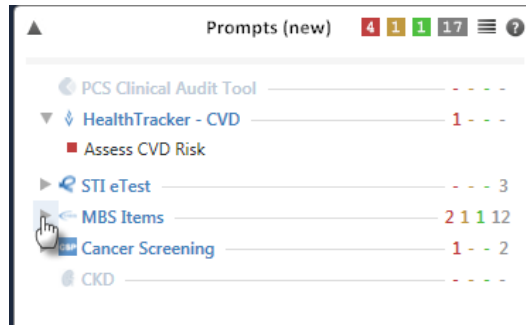 Prompts (new) 4 1 1 17 ?
PCS Clinical Audit Tool - - - -
HealthTracker - CVD 1 - - -
Assess CVD Risk
STI eTest - - - 3
MBS Items 2 1 1 12
CSP Cancer Screening 1 - - 2
CKD - - - -